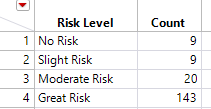 Risk Level Count
1 No Risk 9
2 Slight Risk 9
3 Moderate Risk 20
4 Great Risk 143